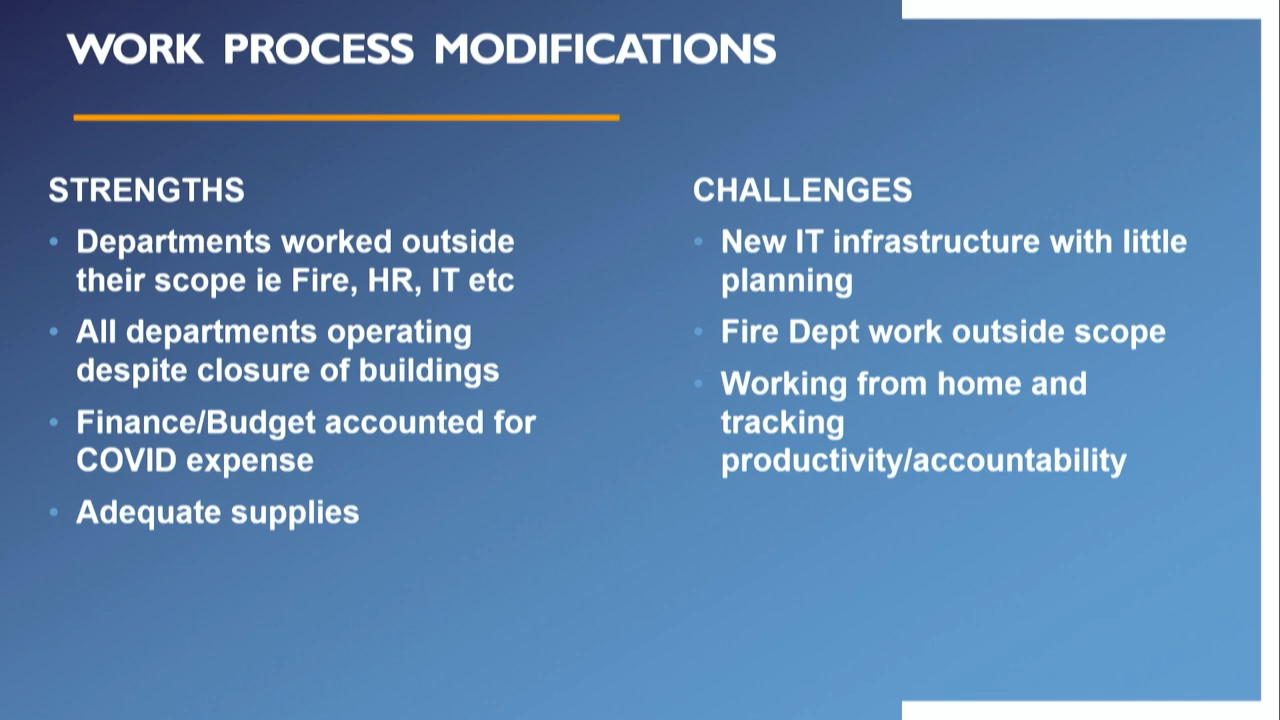 WORK PROCESS MODIFICATIONS
STRENGTHS
• Departments worked outside
their scope ie Fire, HR, IT etc
• All departments operating
despite closure of buildings
• Finance/Budget accounted for
COVID expense
• Adequate supplies
CHALLENGES
• New IT infrastructure with little
planning
• Fire Dept work outside scope
• Working from home and
tracking
productivity/accountability